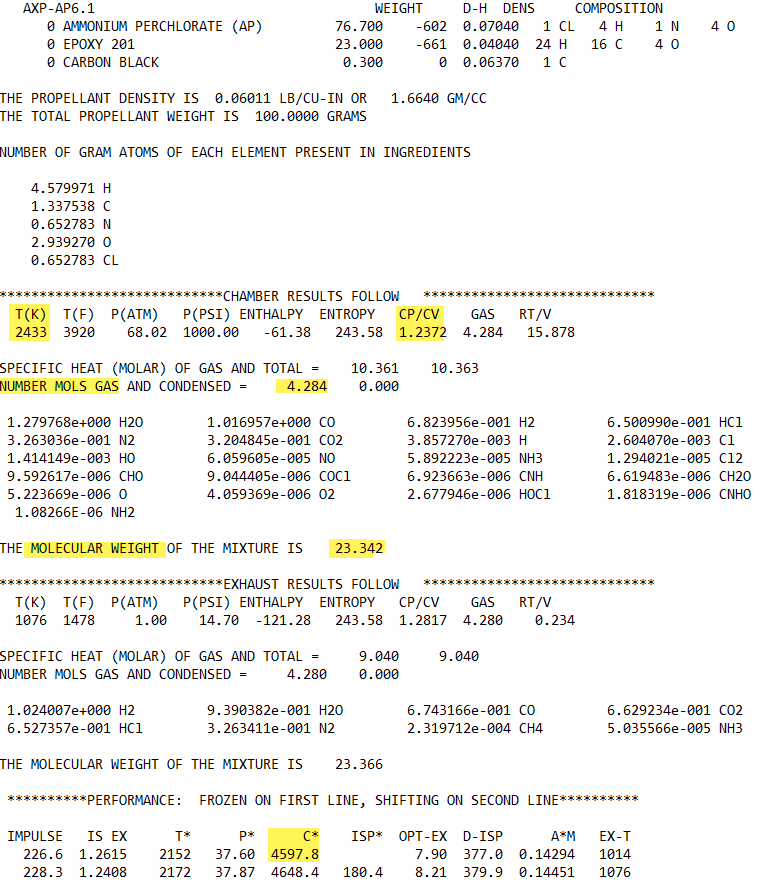 AXP-AP6.1 WEIGHT D-H DENS COMPOSITION
0 AMMONIUM PERCHLORATE (AP) 76.700 -602 0.07040 1 CL 4 H 1 N 4 O
0 EPOXY 201 23.000 -661 0.04040 24 H 16 C 4 O
0 CARBON BLACK 0.300 0 0.06370 1 C
THE PROPELLANT DENSITY IS 0.06011 LB/CU-IN OR 1.6640 GM/CC
THE TOTAL PROPELLANT WEIGHT IS 100.0000 GRAMS
NUMBER OF GRAM ATOMS OF EACH ELEMENT PRESENT IN INGREDIENTS
4.579971 H
1.337538 C
0.652783 N
2.939270 O
0.652783 CL
****************************CHAMBER RESULTS FOLLOW *****************************
T(K) T(F) P(ATM) P(PSI) ENTHALPY ENTROPY CP/CV GAS RT/V
2433 3920 68.02 1000.00 -61.38 243.58 1.2372 4.284 15.878
SPECIFIC HEAT (MOLAR) OF GAS AND TOTAL = 10.361 10.363
NUMBER MOLS GAS AND CONDENSED = 4.284 0.000
1.279768e+000 H2O 1.016957e+000 CO 6.823956e-001 H2 6.500990e-001 HCl
3.263036e-001 N2 3.204845e-001 CO2 3.857270e-003 H 2.604070e-003 Cl
1.414149e-003 HO 6.059605e-005 NO 5.892223e-005 NH3 1.294021e-005 Cl2
9.592617e-006 CHO 9.044405e-006 COCl 6.923663e-006 CNH 6.619483e-006 CH2O
5.223669e-006 O 4.059369e-006 O2 2.677946e-006 HOCl 1.818319e-006 CNHO
1.08266E-06 NH2
THE MOLECULAR WEIGHT OF THE MIXTURE IS 23.342
****************************EXHAUST RESULTS FOLLOW *****************************
T(K) T(F) P(ATM) P(PSI) ENTHALPY ENTROPY CP/CV GAS RT/V
1076 1478 1.00 14.70 -121.28 243.58 1.2817 4.280 0.234
SPECIFIC HEAT (MOLAR) OF GAS AND TOTAL = 9.040 9.040
NUMBER MOLS GAS AND CONDENSED = 4.280 0.000
1.024007e+000 H2 9.390382e-001 H2O 6.743166e-001 CO 6.629234e-001 CO2
6.527357e-001 HCl 3.263411e-001 N2 2.319712e-004 CH4 5.035566e-005 NH3
THE MOLECULAR WEIGHT OF THE MIXTURE IS 23.366
**********PERFORMANCE: FROZEN ON FIRST LINE, SHIFTING ON SECOND LINE**********
IMPULSE IS EX T* P* C* ISP* OPT-EX D-ISP A*M EX-T
226.6 1.2615 2152 37.60 4597.8 7.90 377.0 0.14294 1014
228.3 1.2408 2172 37.87 4648.4 180.4 8.21 379.9 0.14451 1076